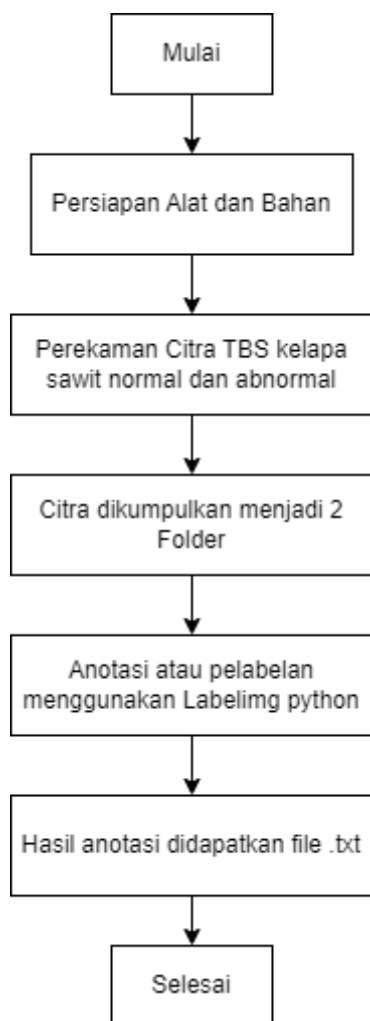 Mulai
Persiapan Alat dan Bahan
Perekaman Citra TBS kelapa
sawit normal dan abnormal
Citra dikumpulkan menjadi 2
Folder
Anotasi atau pelabelan
menggunakan Labelimg python
Hasil anotasi didapatkan file .txt
Selesai